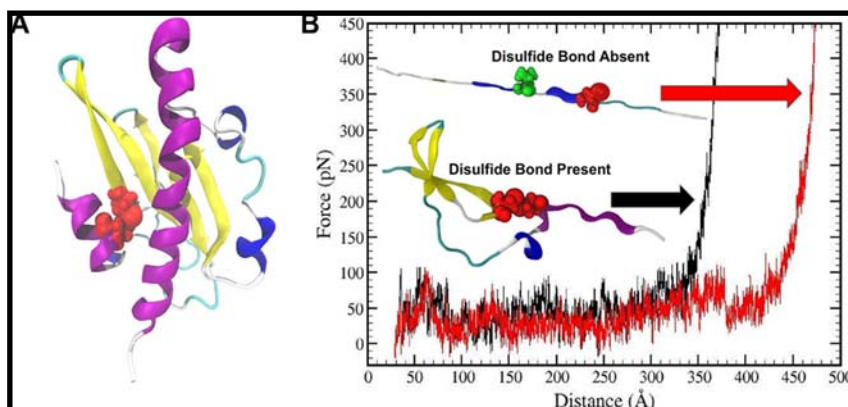 A
B
450
400
350
300
250
200
150
100
50
0
Force (pN)
Disulfide Bond Absent
Disulfide Bond Present
0 50 100 150 200 250 300 350 400 450 500
Distance (Å)